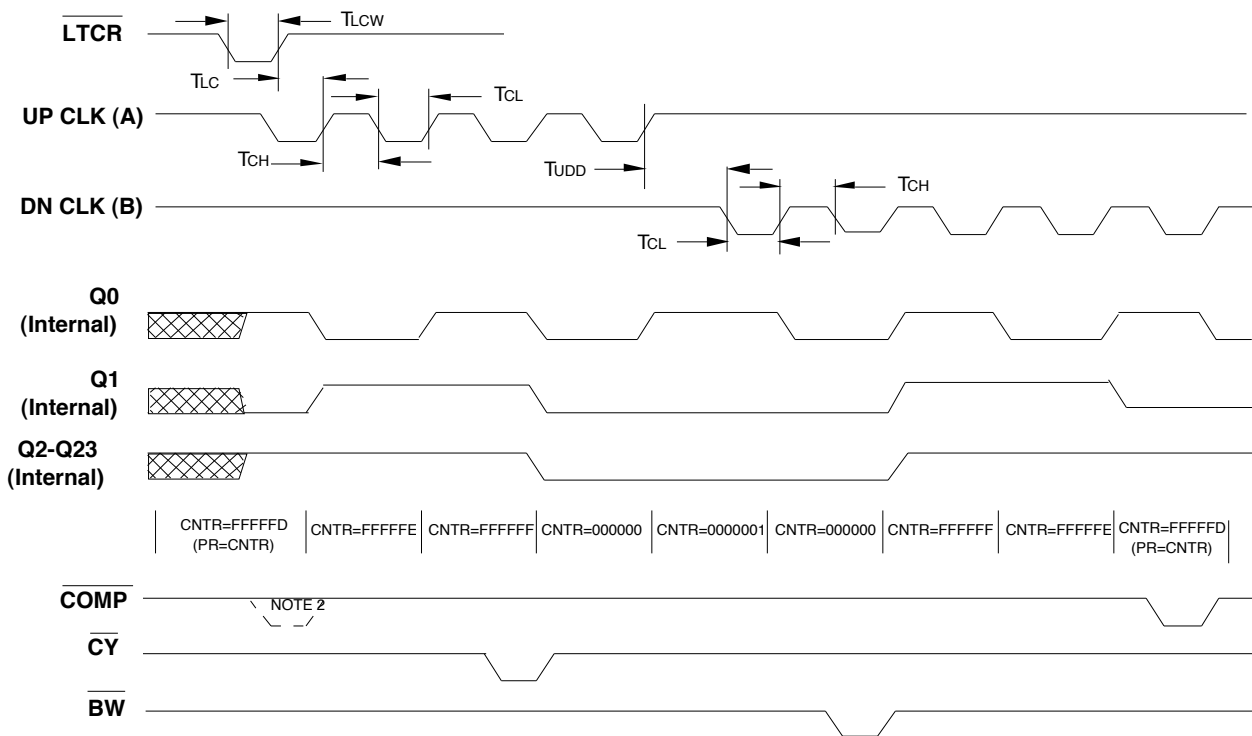 TLCW
LTCR
TLC
TCL
UP CLK (A)
TCH
TUDD
TCH
DN CLK (B)
TCL
Q0
(Internal)
Q1
(Internal)
Q2-Q23
(Internal)
CNTR=FFFFFD
(PR=CNTR)
CNTR=FFFFFE
CNTR=FFFFFF
CNTR=000000
CNTR=0000001
CNTR=000000
CNTR=FFFFFF
CNTR=FFFFFE
CNTR=FFFFFD
(PR=CNTR)
COMP
NOTE 2
CY
BW